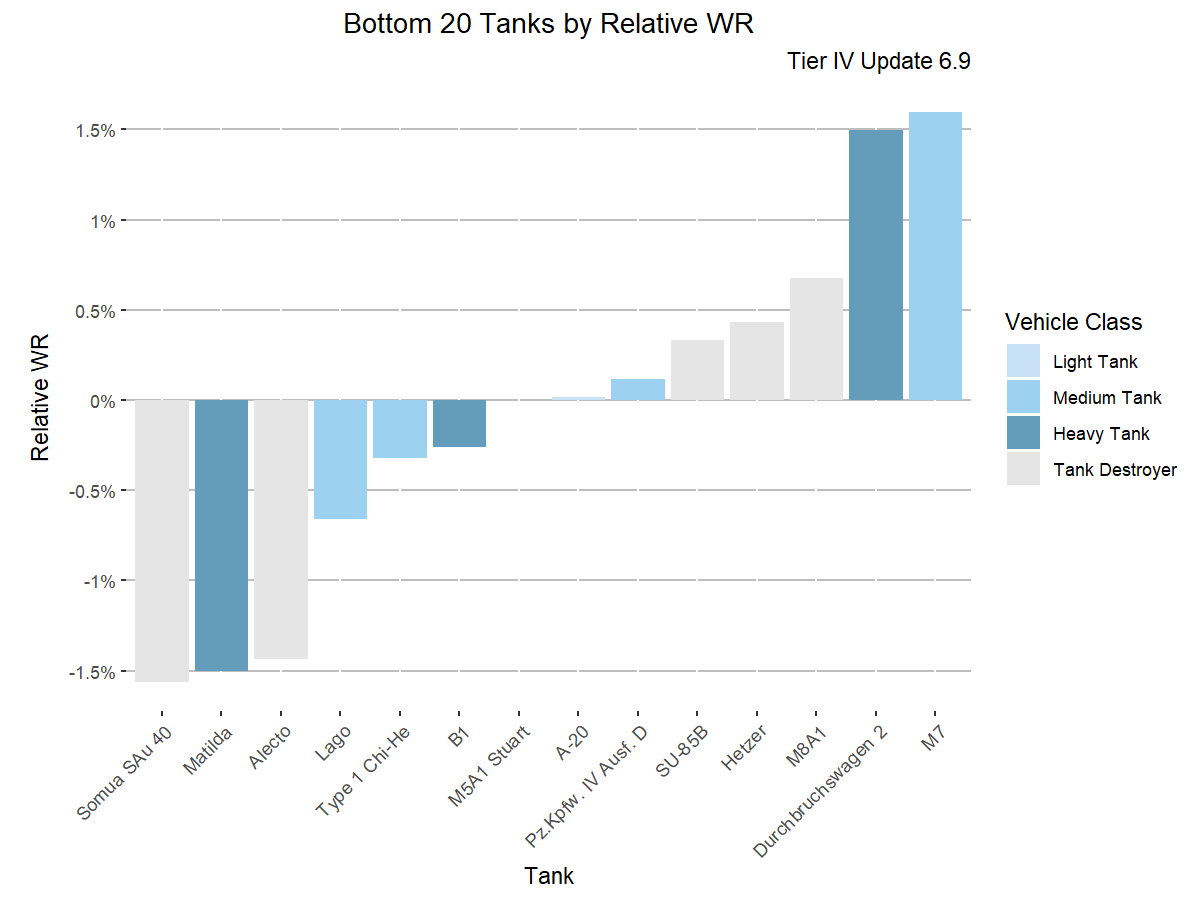 Bottom 20 Tanks by Relative WR
Tier IV Update 6.9
1.5%
1%
0.5%
0%
-0.5%
-1%
-1.5%
Relative WR
Somua SAu 40
Matilda
Alecto
Lago
Type 1 Chi-He
B1
M5A1 Stuart
A-20
Pz.Kpfw. IV Ausf. D
SU-85B
Hetzer
M8A1
Durchbruchswagen 2
M7
Tank
Vehicle Class
Light Tank
Medium Tank
Heavy Tank
Tank Destroyer